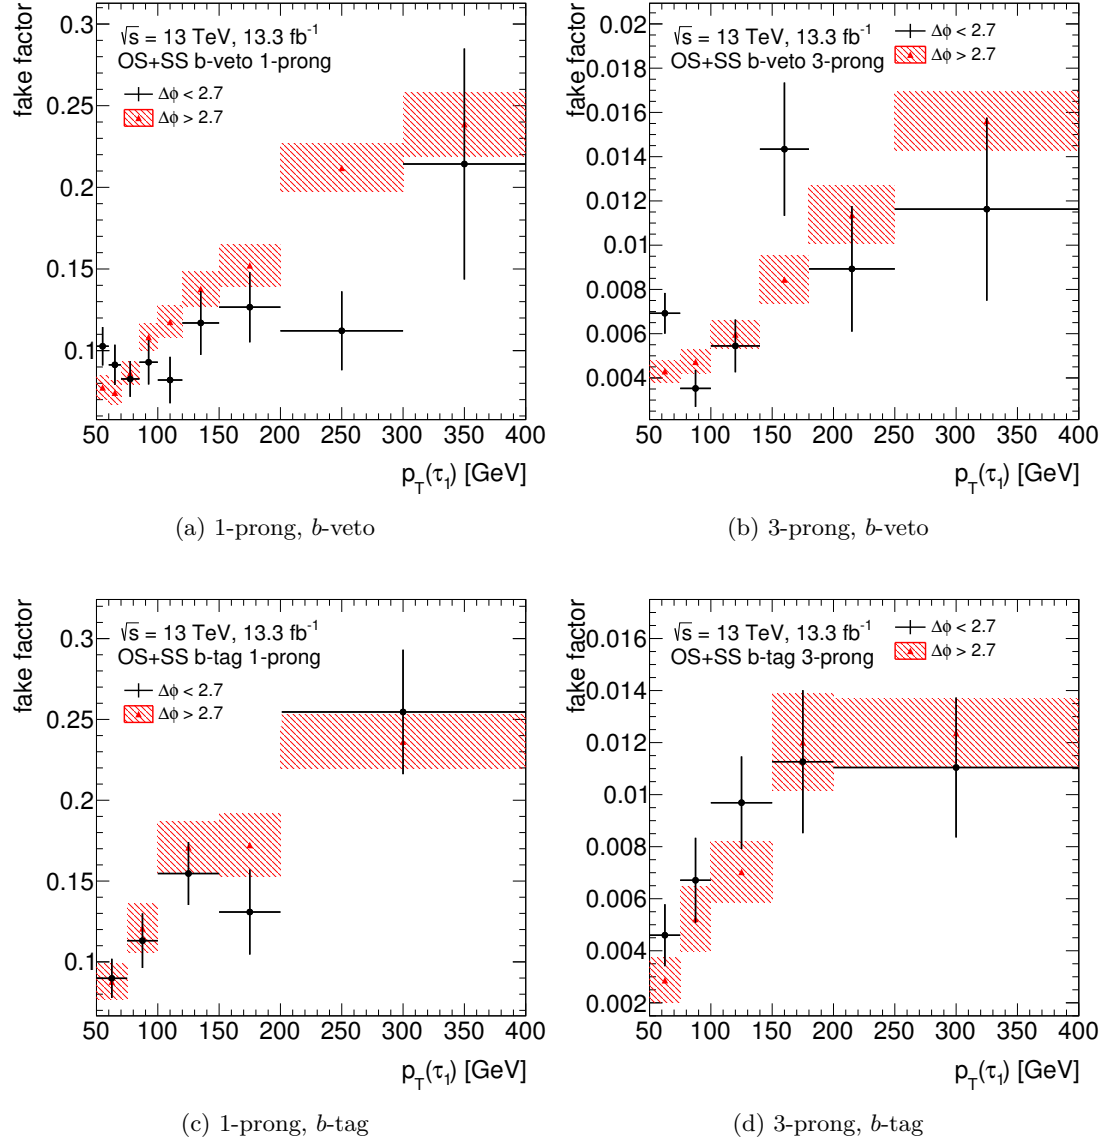 fake factor
0.3
0.25
0.2
0.15
0.1
√s = 13 TeV, 13.3 fb⁻¹
OS+SS b-veto 1-prong
Δϕ < 2.7
Δϕ > 2.7
50 100 150 200 250 300 350 400
p_T(τ₁) [GeV]
(a) 1-prong, b-veto
fake factor
0.02
0.018
0.016
0.014
0.012
0.01
0.008
0.006
0.004
√s = 13 TeV, 13.3 fb⁻¹
OS+SS b-veto 3-prong
Δϕ < 2.7
Δϕ > 2.7
50 100 150 200 250 300 350 400
p_T(τ₁) [GeV]
(b) 3-prong, b-veto
fake factor
0.3
0.25
0.2
0.15
0.1
√s = 13 TeV, 13.3 fb⁻¹
OS+SS b-tag 1-prong
Δϕ < 2.7
Δϕ > 2.7
50 100 150 200 250 300 350 400
p_T(τ₁) [GeV]
(c) 1-prong, b-tag
fake factor
0.016
0.014
0.012
0.01
0.008
0.006
0.004
0.002
√s = 13 TeV, 13.3 fb⁻¹
OS+SS b-tag 3-prong
Δϕ < 2.7
Δϕ > 2.7
50 100 150 200 250 300 350 400
p_T(τ₁) [GeV]
(d) 3-prong, b-tag